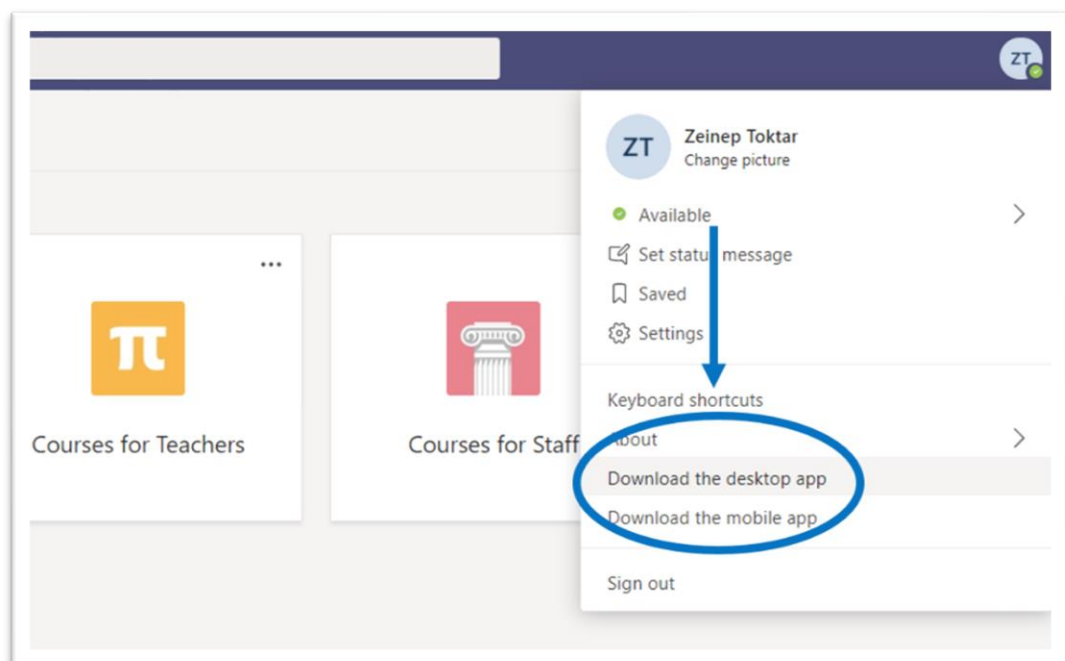 ZT
Zeinep Toktar
ZT
Change picture
Available
Set status message
Saved
Settings
π
Keyboard shortcuts
Courses for Teachers
Courses for Staff
About
Download the desktop app
Download the mobile app
Sign out